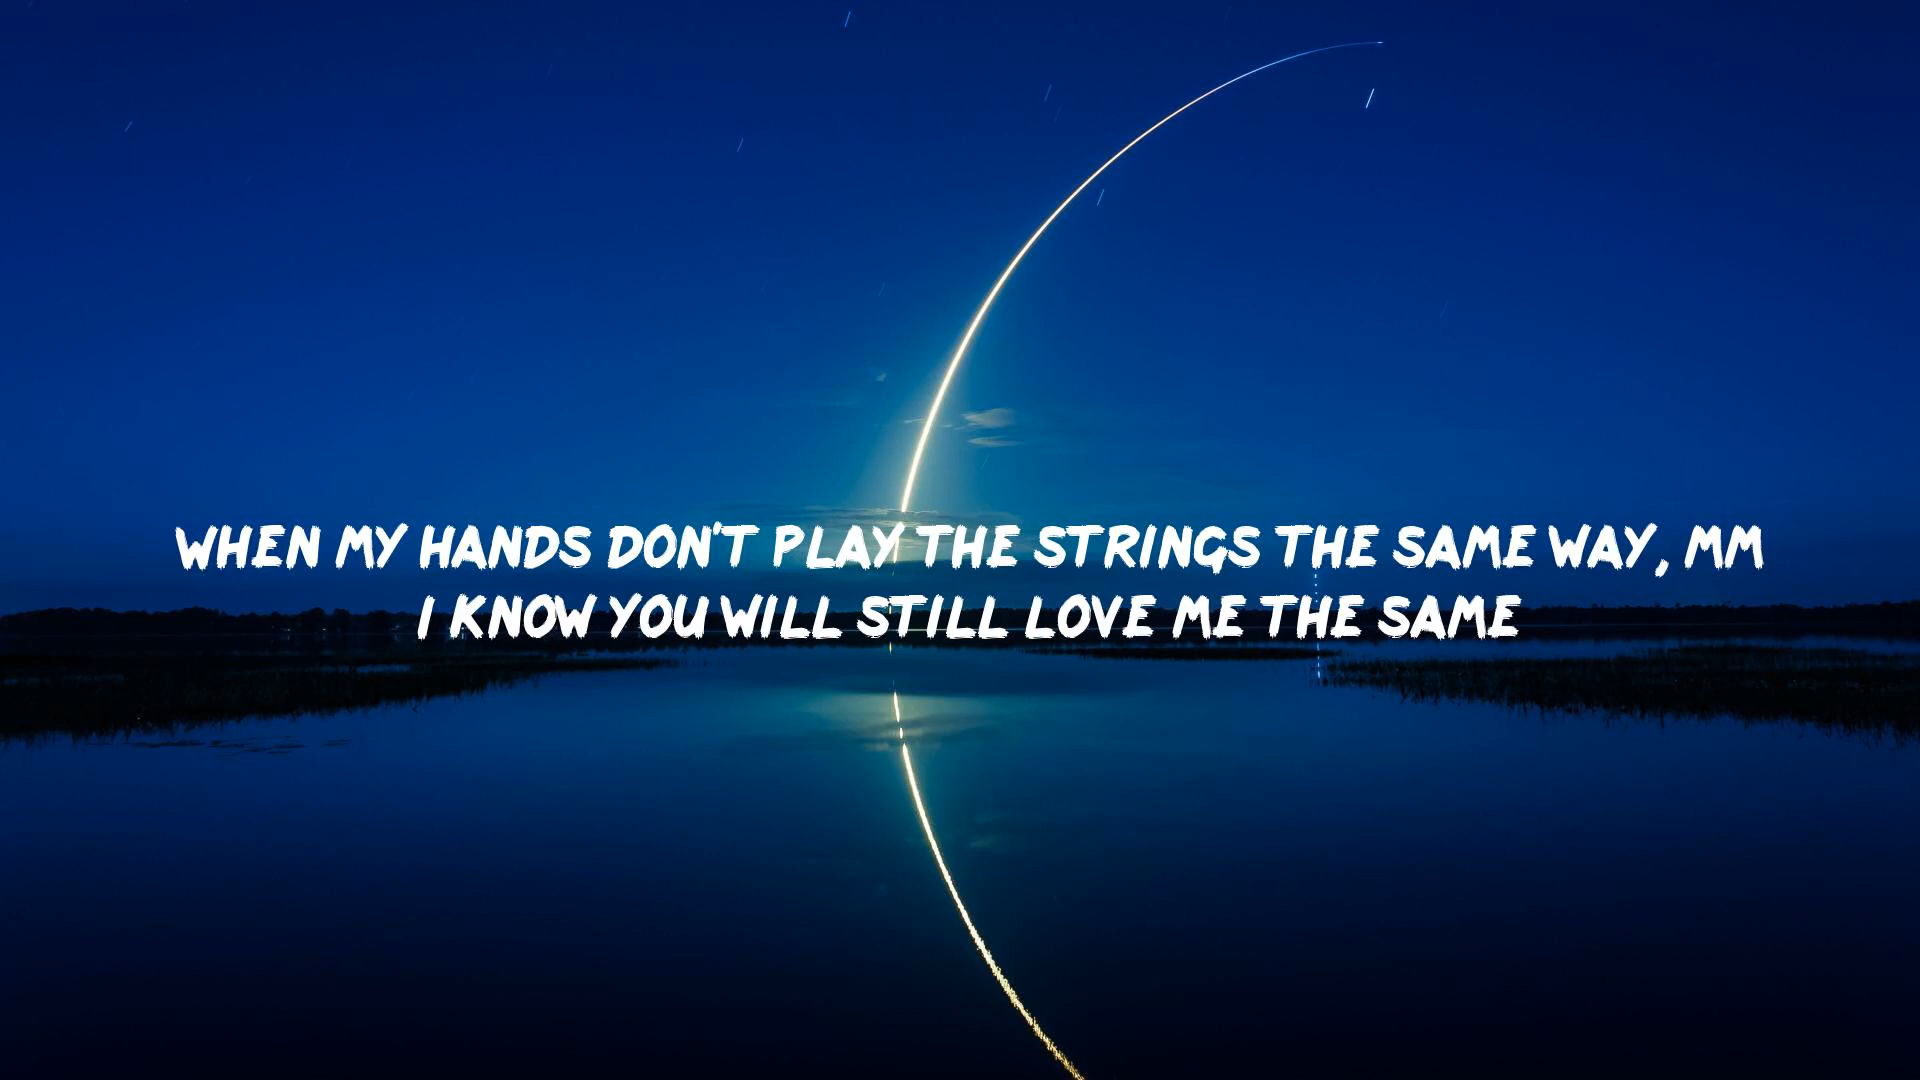 WHEN MY HANDS DON'T PLAY THE STRINGS THE SAME WAY, MM
I KNOW YOU WILL STILL LOVE ME THE SAME